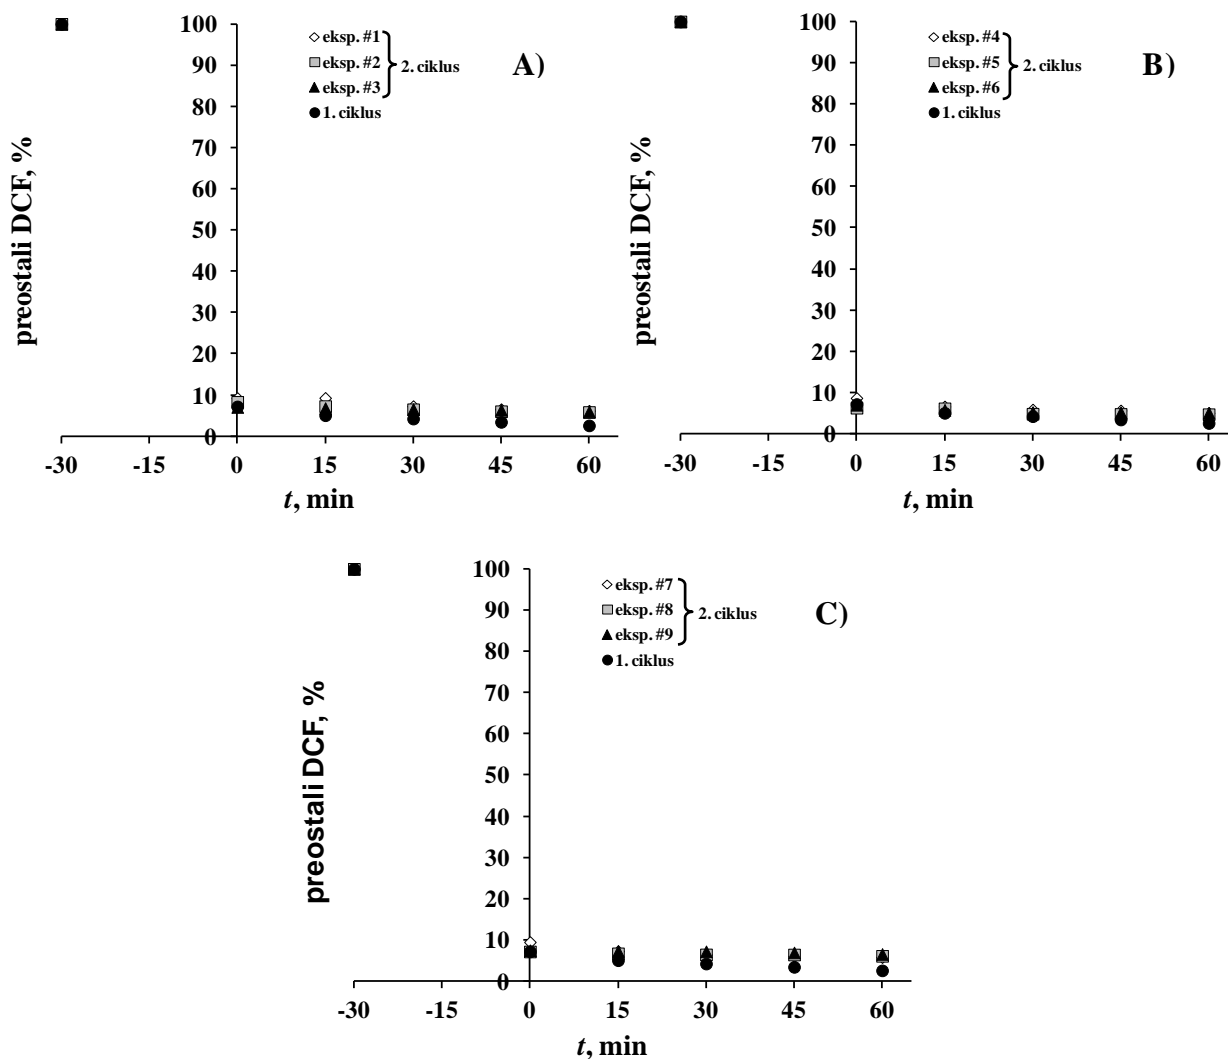 A)
preostali DCF, %
100
90
80
70
60
50
40
30
20
10
0
eksp. #1
eksp. #2
eksp. #3
2. ciklus
1. ciklus
-30 -15 0 15 30 45 60
t, min
B)
preostali DCF, %
100
90
80
70
60
50
40
30
20
10
0
eksp. #4
eksp. #5
eksp. #6
2. ciklus
1. ciklus
-30 -15 0 15 30 45 60
t, min
C)
preostali DCF, %
100
90
80
70
60
50
40
30
20
10
0
eksp. #7
eksp. #8
eksp. #9
2. ciklus
1. ciklus
-30 -15 0 15 30 45 60
t, min